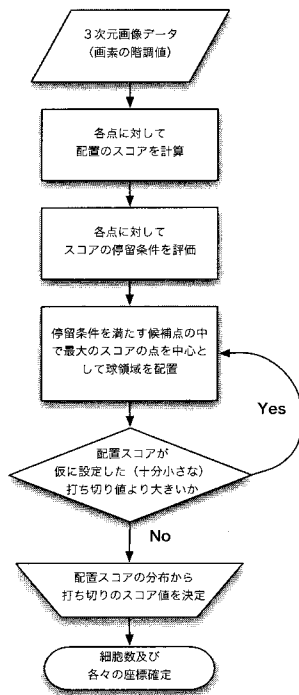 3次元画像データ
（画素の階調値）
各点に対して
配置のスコアを計算
各点に対して
スコアの停留条件を評価
停留条件を満たす候補点の中
で最大のスコアの点を中心と
して球領域を配置
Yes
配置スコアが
仮に設定した（十分小さな）
打ち切り値より大きいか
No
配置スコアの分布から
打ち切りのスコア値を決定
細胞数及び
各々の座標確定